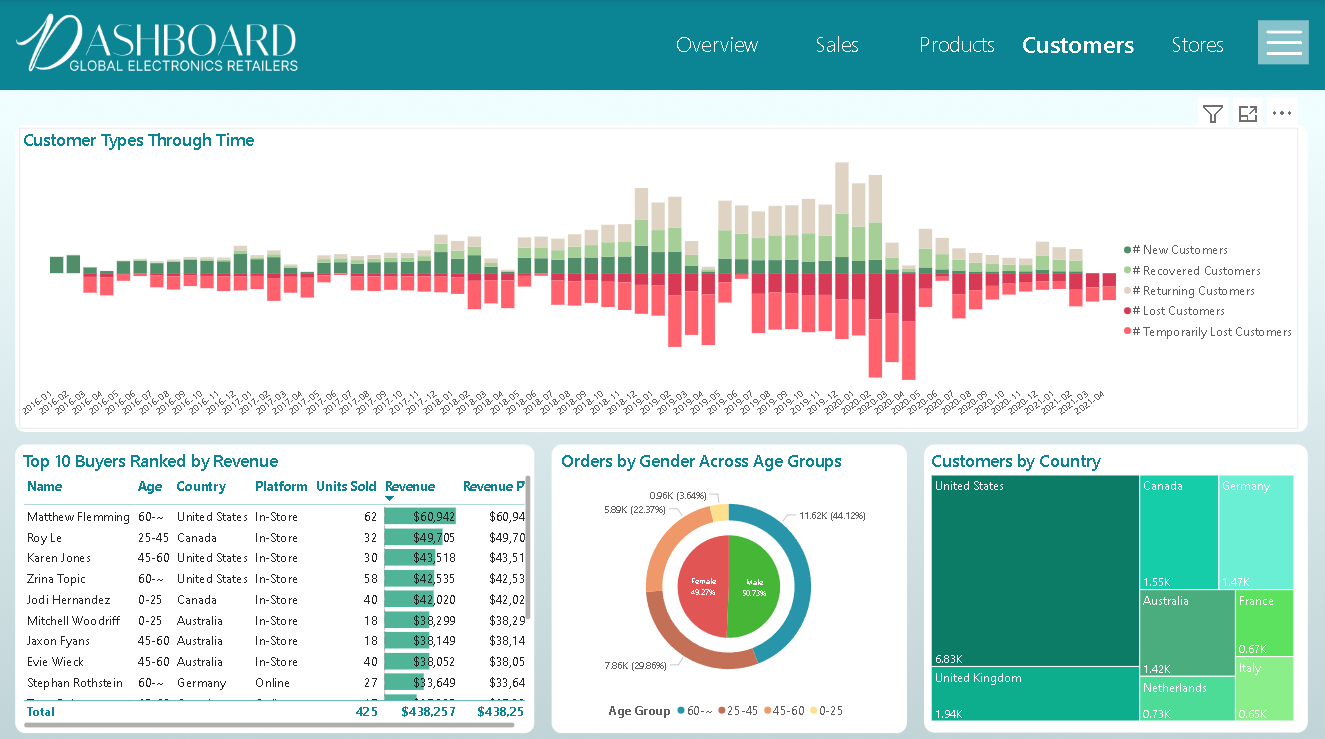 DASHBOARD
GLOBAL ELECTRONICS RETAILERS
Overview Sales Products Customers Stores
Customer Types Through Time
# New Customers
# Recovered Customers
# Returning Customers
# Lost Customers
# Temporarily Lost Customers
2016-01 2016-02 2016-03 2016-04 2016-05 2016-06 2016-07 2016-08 2016-09 2016-10 2016-11 2016-12 2017-01 2017-02 2017-03 2017-04 2017-05 2017-06 2017-07 2017-08 2017-09 2017-10 2017-11 2017-12 2018-01 2018-02 2018-03 2018-04 2018-05 2018-06 2018-07 2018-08 2018-09 2018-10 2018-11 2018-12 2019-01 2019-02 2019-03 2019-04 2019-05 2019-06 2019-07 2019-08 2019-09 2019-10 2019-11 2019-12 2020-01 2020-02 2020-03 2020-04 2020-05 2020-06 2020-07 2020-08 2020-09 2020-10 2020-11 2020-12 2021-01 2021-02 2021-03 2021-04
Top 10 Buyers Ranked by Revenue
Name Age Country Platform Units Sold Revenue Revenue P
Matthew Flemming 60-~ United States In-Store 62 $60,942 $60,94
Roy Le 25-45 Canada In-Store 32 $49,705 $49,70
Karen Jones 45-60 United States In-Store 30 $43,518 $43,51
Zrina Topic 60-~ United States In-Store 58 $42,535 $42,53
Jodi Hernandez 0-25 Canada In-Store 40 $42,020 $42,02
Mitchell Woodriff 0-25 Australia In-Store 18 $38,299 $38,29
Jaxon Fyans 45-60 Australia In-Store 18 $38,149 $38,14
Evie Wieck 45-60 Australia In-Store 40 $38,052 $38,05
Stephan Rothstein 60-~ Germany Online 27 $33,649 $33,64
Total 425 $438,257 $438,25
Orders by Gender Across Age Groups
0.96K (3.64%)
5.89K (22.37%)
11.62K (44.12%)
Female
49.27%
Male
50.73%
7.86K (29.86%)
Age Group 60-~ 25-45 45-60 0-25
Customers by Country
United States
6.83K
United Kingdom
1.94K
Canada
1.55K
Germany
1.47K
Australia
1.42K
Netherlands
0.73K
France
0.67K
Italy
0.65K